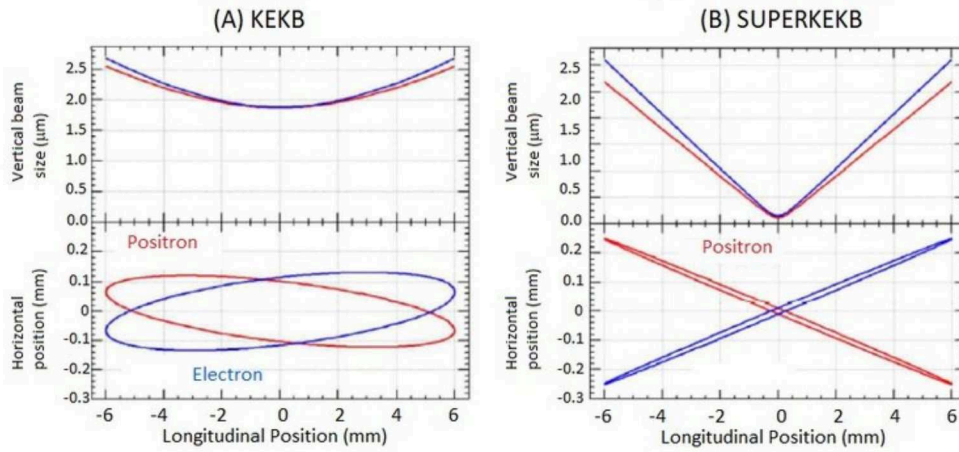 (A) KEKB
(B) SUPERKEKB
Vertical beam
size (μm)
2.5
2.0
1.5
1.0
0.5
0.0
Vertical beam
size (μm)
2.5
2.0
1.5
1.0
0.5
0.0
Horizontal
position (mm)
0.2
0.1
0
-0.1
-0.2
-0.3
Positron
Electron
Horizontal
position (mm)
0.2
0.1
0
-0.1
-0.2
-0.3
Positron
-6 -4 -2 0 2 4 6
Longitudinal Position (mm)
-6 -4 -2 0 2 4 6
Longitudinal Position (mm)